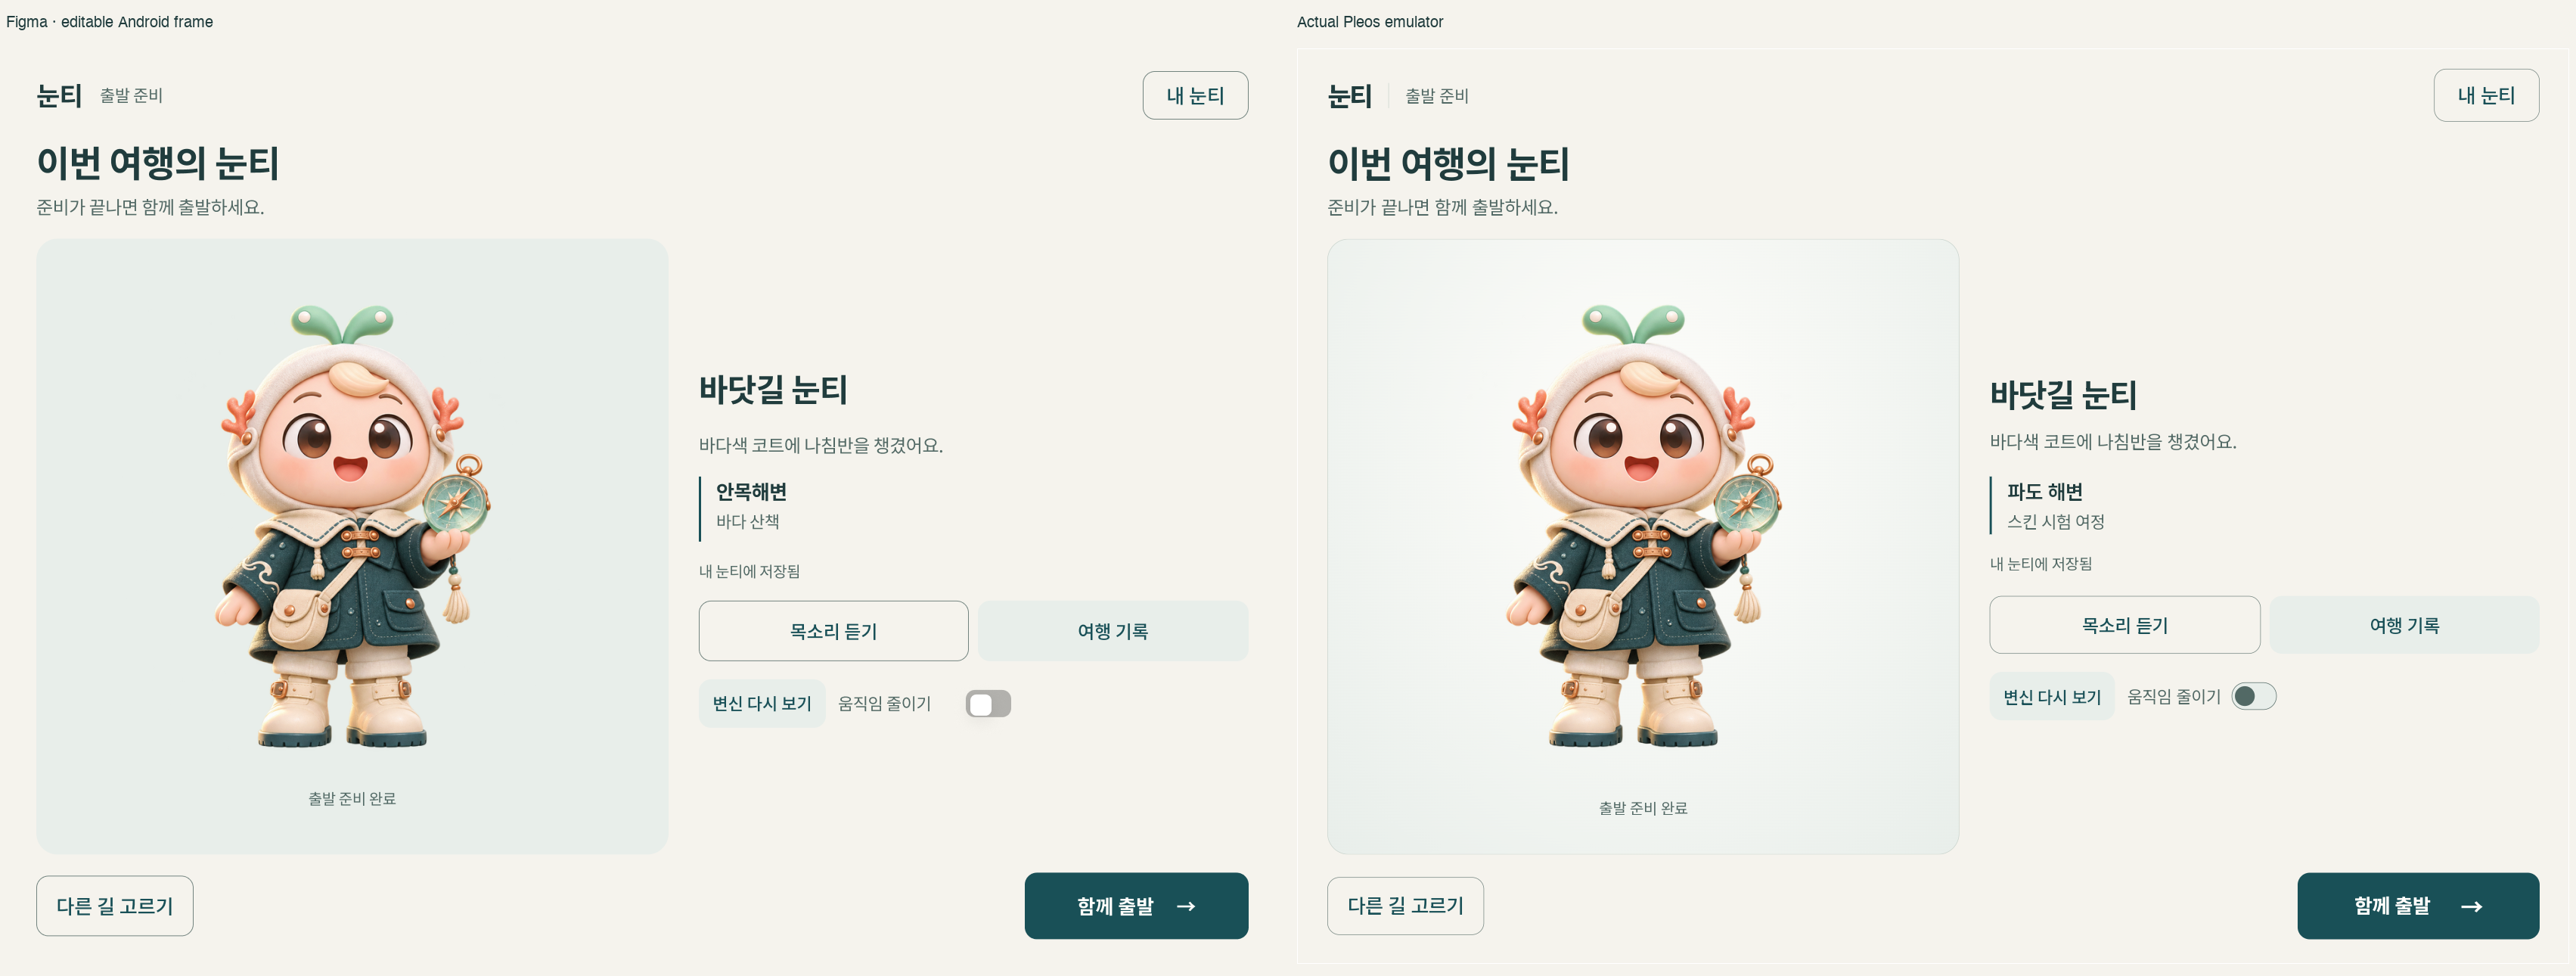 Figma · editable Android frame
눈티 출발 준비
내 눈티
이번 여행의 눈티
준비가 끝나면 함께 출발하세요.
출발 준비 완료
바닷길 눈티
바다색 코트에 나침반을 챙겼어요.
안목해변
바다 산책
내 눈티에 저장됨
목소리 듣기
여행 기록
변신 다시 보기
움직임 줄이기
다른 길 고르기
함께 출발 →
Actual Pleos emulator
눈티 출발 준비
내 눈티
이번 여행의 눈티
준비가 끝나면 함께 출발하세요.
출발 준비 완료
바닷길 눈티
바다색 코트에 나침반을 챙겼어요.
파도 해변
스킨 시험 여정
내 눈티에 저장됨
목소리 듣기
여행 기록
변신 다시 보기
움직임 줄이기
다른 길 고르기
함께 출발 →